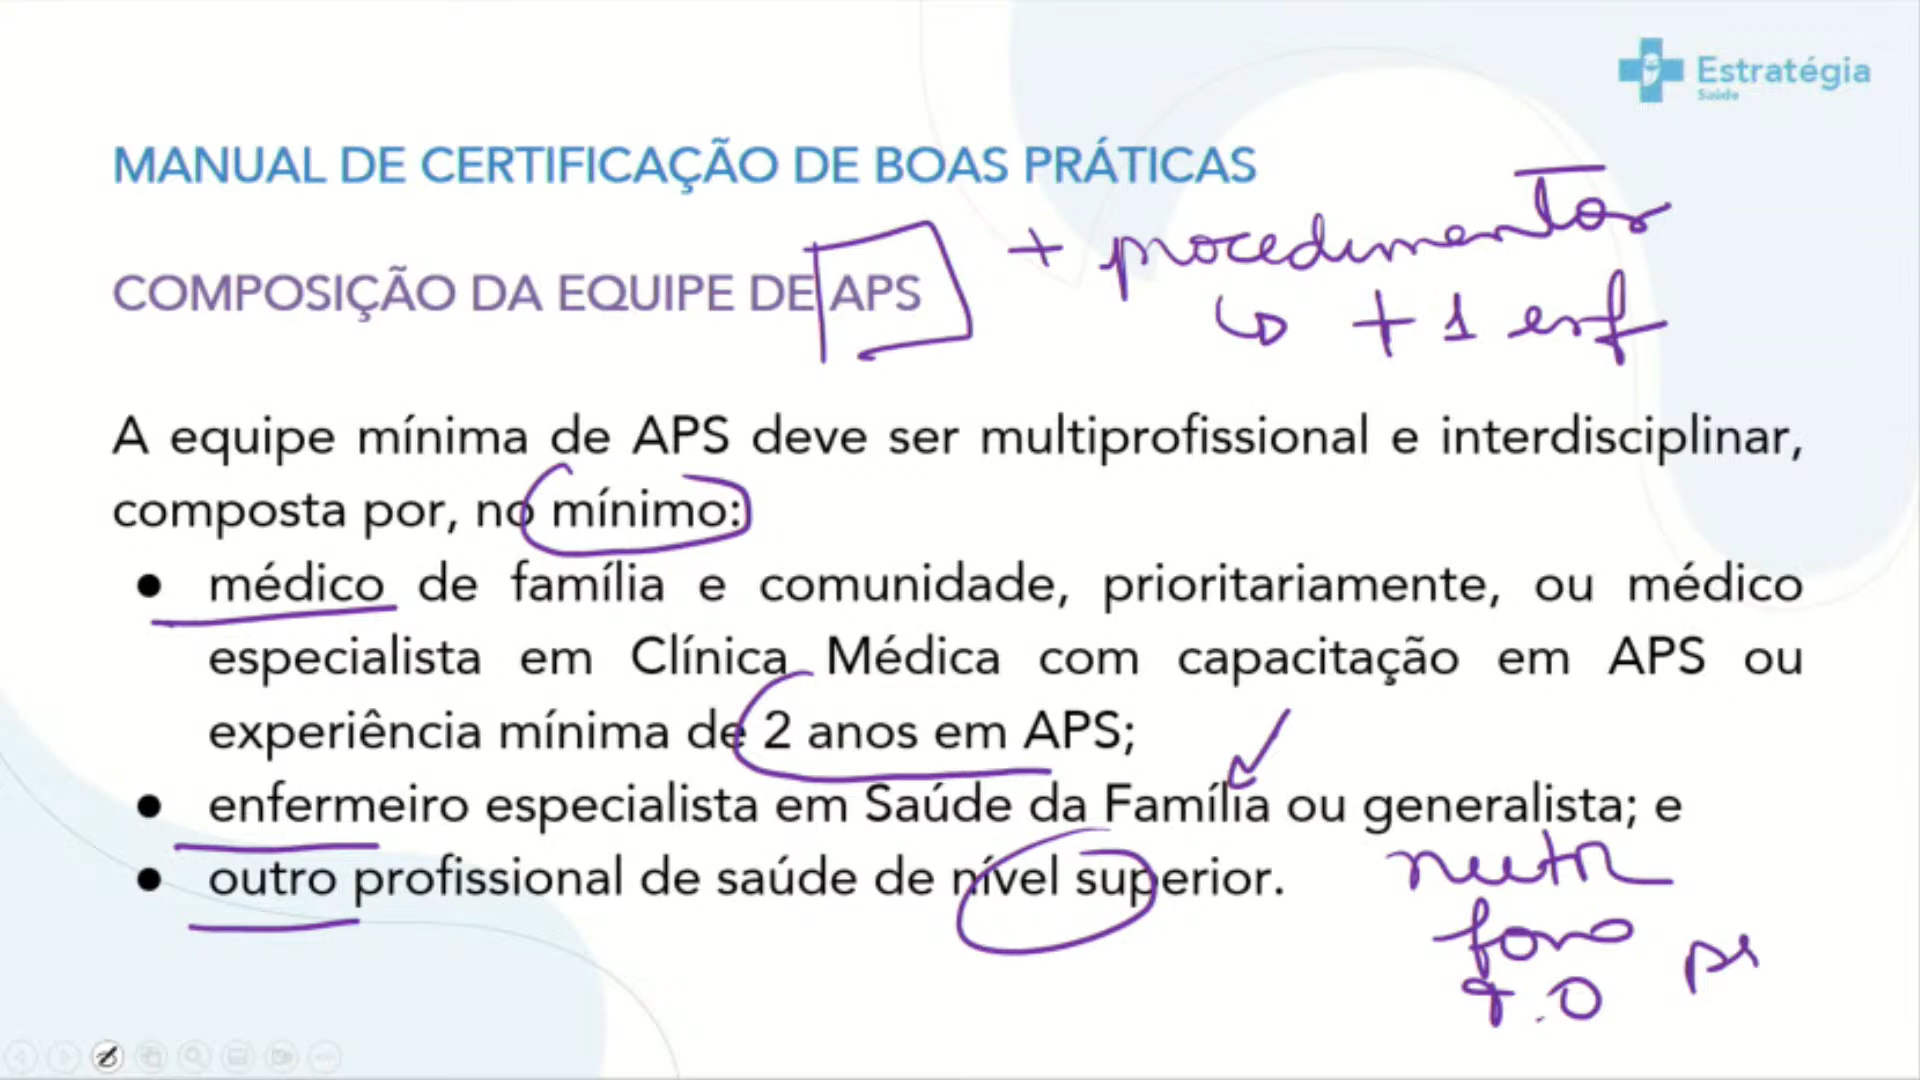 Estratégia
Saúde
MANUAL DE CERTIFICAÇÃO DE BOAS PRÁTICAS
COMPOSIÇÃO DA EQUIPE DE APS
+ procedimentos
↳ + 1 enf
A equipe mínima de APS deve ser multiprofissional e interdisciplinar,
composta por, no mínimo:
● médico de família e comunidade, prioritariamente, ou médico
especialista em Clínica Médica com capacitação em APS ou
experiência mínima de 2 anos em APS;
● enfermeiro especialista em Saúde da Família ou generalista; e
● outro profissional de saúde de nível superior.
nutr
fono
T.O